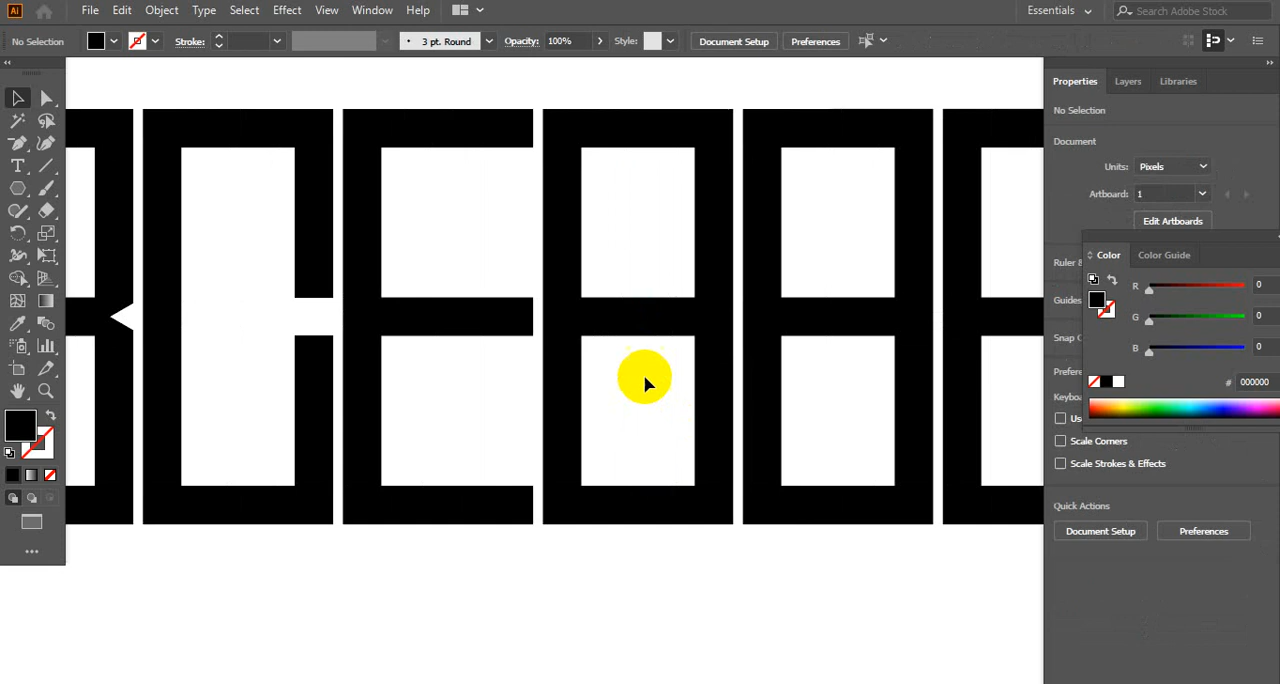 Ai File Edit Object Type Select Effect View Window Help Essentials Search Adobe Stock
No Selection Stroke: 3 pt. Round Opacity: 100% Style: Document Setup Preferences
Properties Layers Libraries
No Selection
Document
Units: Pixels
Artboard: 1
Edit Artboards
Color Color Guide
R 0
G 0
B 0
# 000000
Ruler &
Guides
Snap
Prefere
Keyboa
Us
Scale Corners
Scale Strokes & Effects
Quick Actions
Document Setup Preferences
B C E 8 8